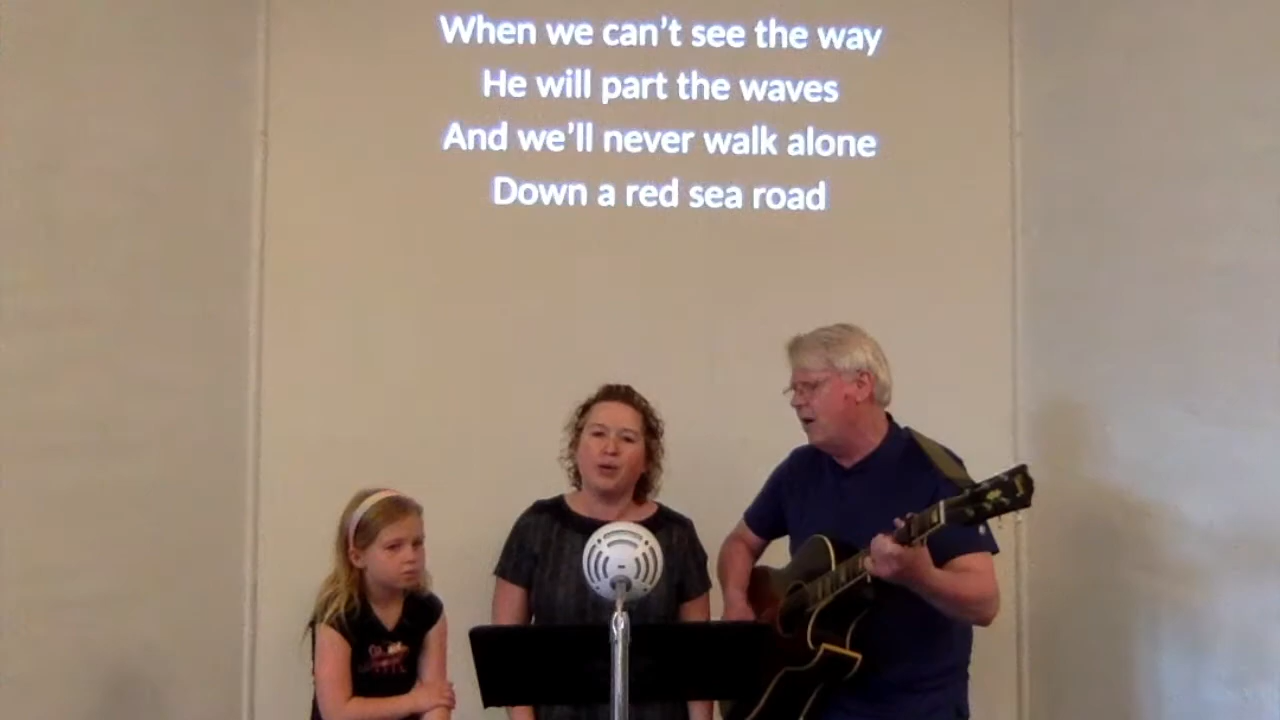 When we can't see the way
He will part the waves
And we'll never walk alone
Down a red sea road